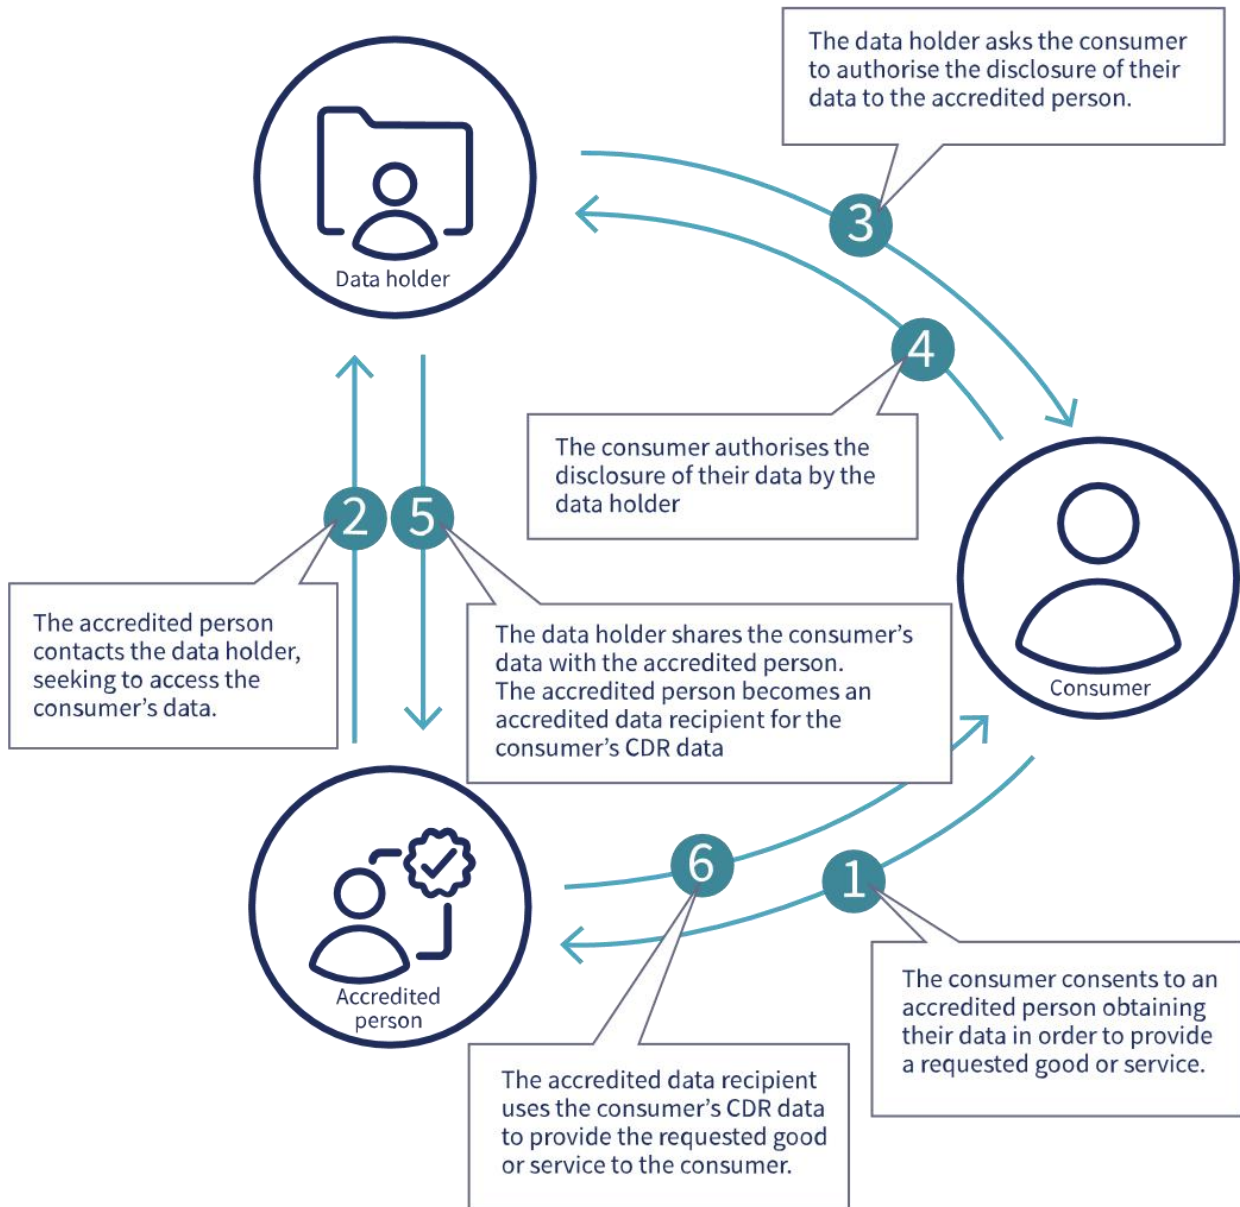 The data holder asks the consumer
to authorise the disclosure of their
data to the accredited person.
Data holder
3
4
The consumer authorises the
disclosure of their data by the
data holder
2
5
The accredited person
contacts the data holder,
seeking to access the
consumer’s data.
The data holder shares the consumer’s
data with the accredited person.
The accredited person becomes an
accredited data recipient for the
consumer’s CDR data
Consumer
6
1
Accredited
person
The consumer consents to an
accredited person obtaining
their data in order to provide
a requested good or service.
The accredited data recipient
uses the consumer’s CDR data
to provide the requested good
or service to the consumer.